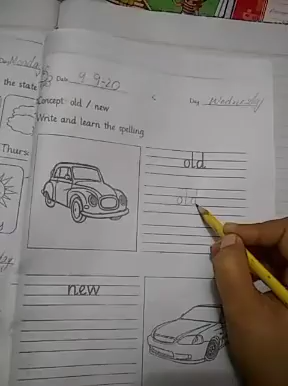 Monday
the state
Thurs
Date 9-9-20
Day Wednesday
Concept: old / new
Write and learn the spelling
old
old
new